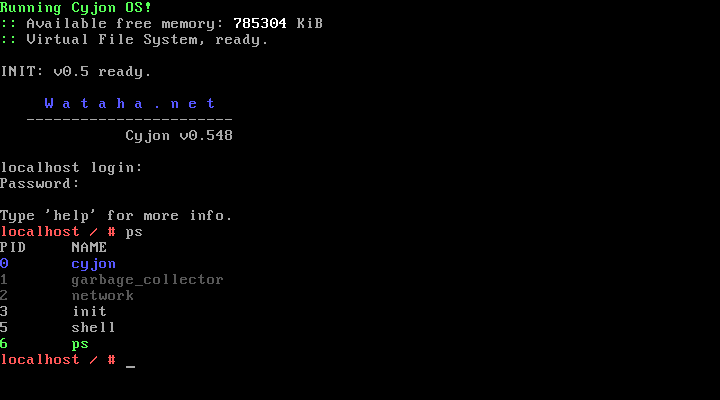 Running Cyjon OS!
:: Available free memory: 785304 KiB
:: Virtual File System, ready.
INIT: v0.5 ready.
W a t a h a . n e t
-----------------------
Cyjon v0.548
localhost login:
Password:
Type 'help' for more info.
localhost / # ps
PID NAME
0 cyjon
1 garbage_collector
2 network
3 init
5 shell
6 ps
localhost / # _